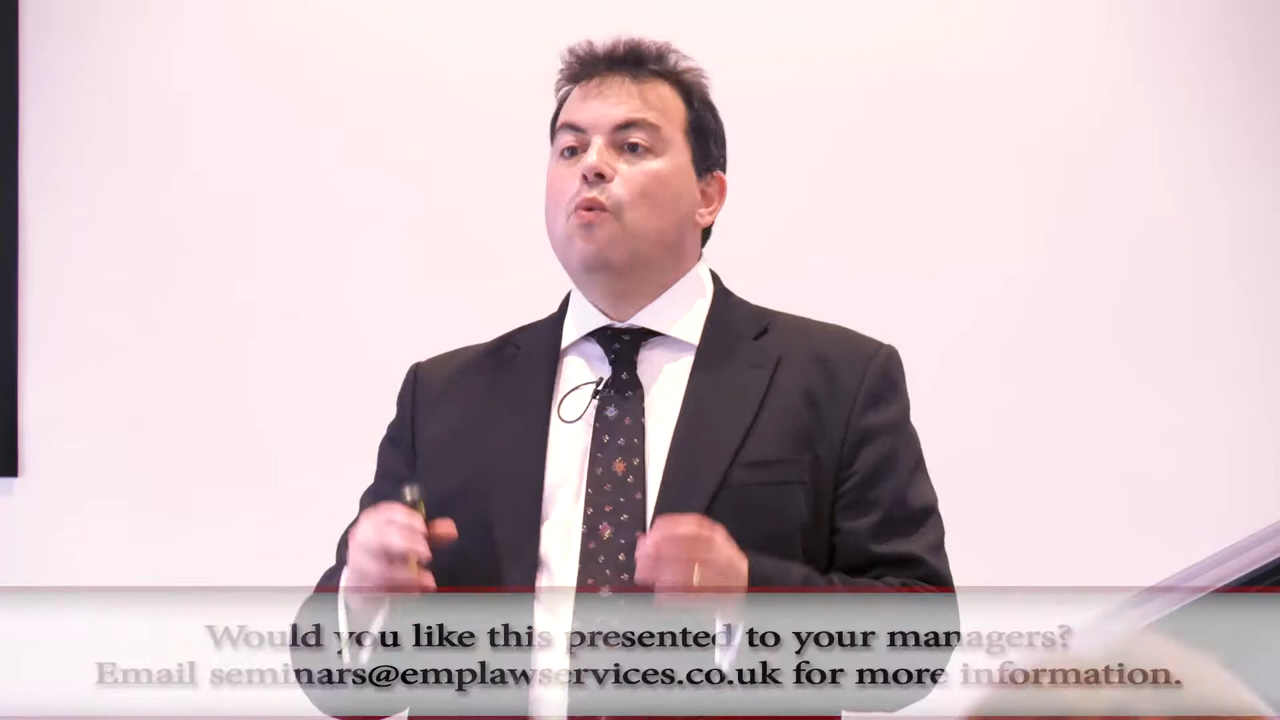 Would you like this presented to your managers?
Email seminars@emplawservices.co.uk for more information.